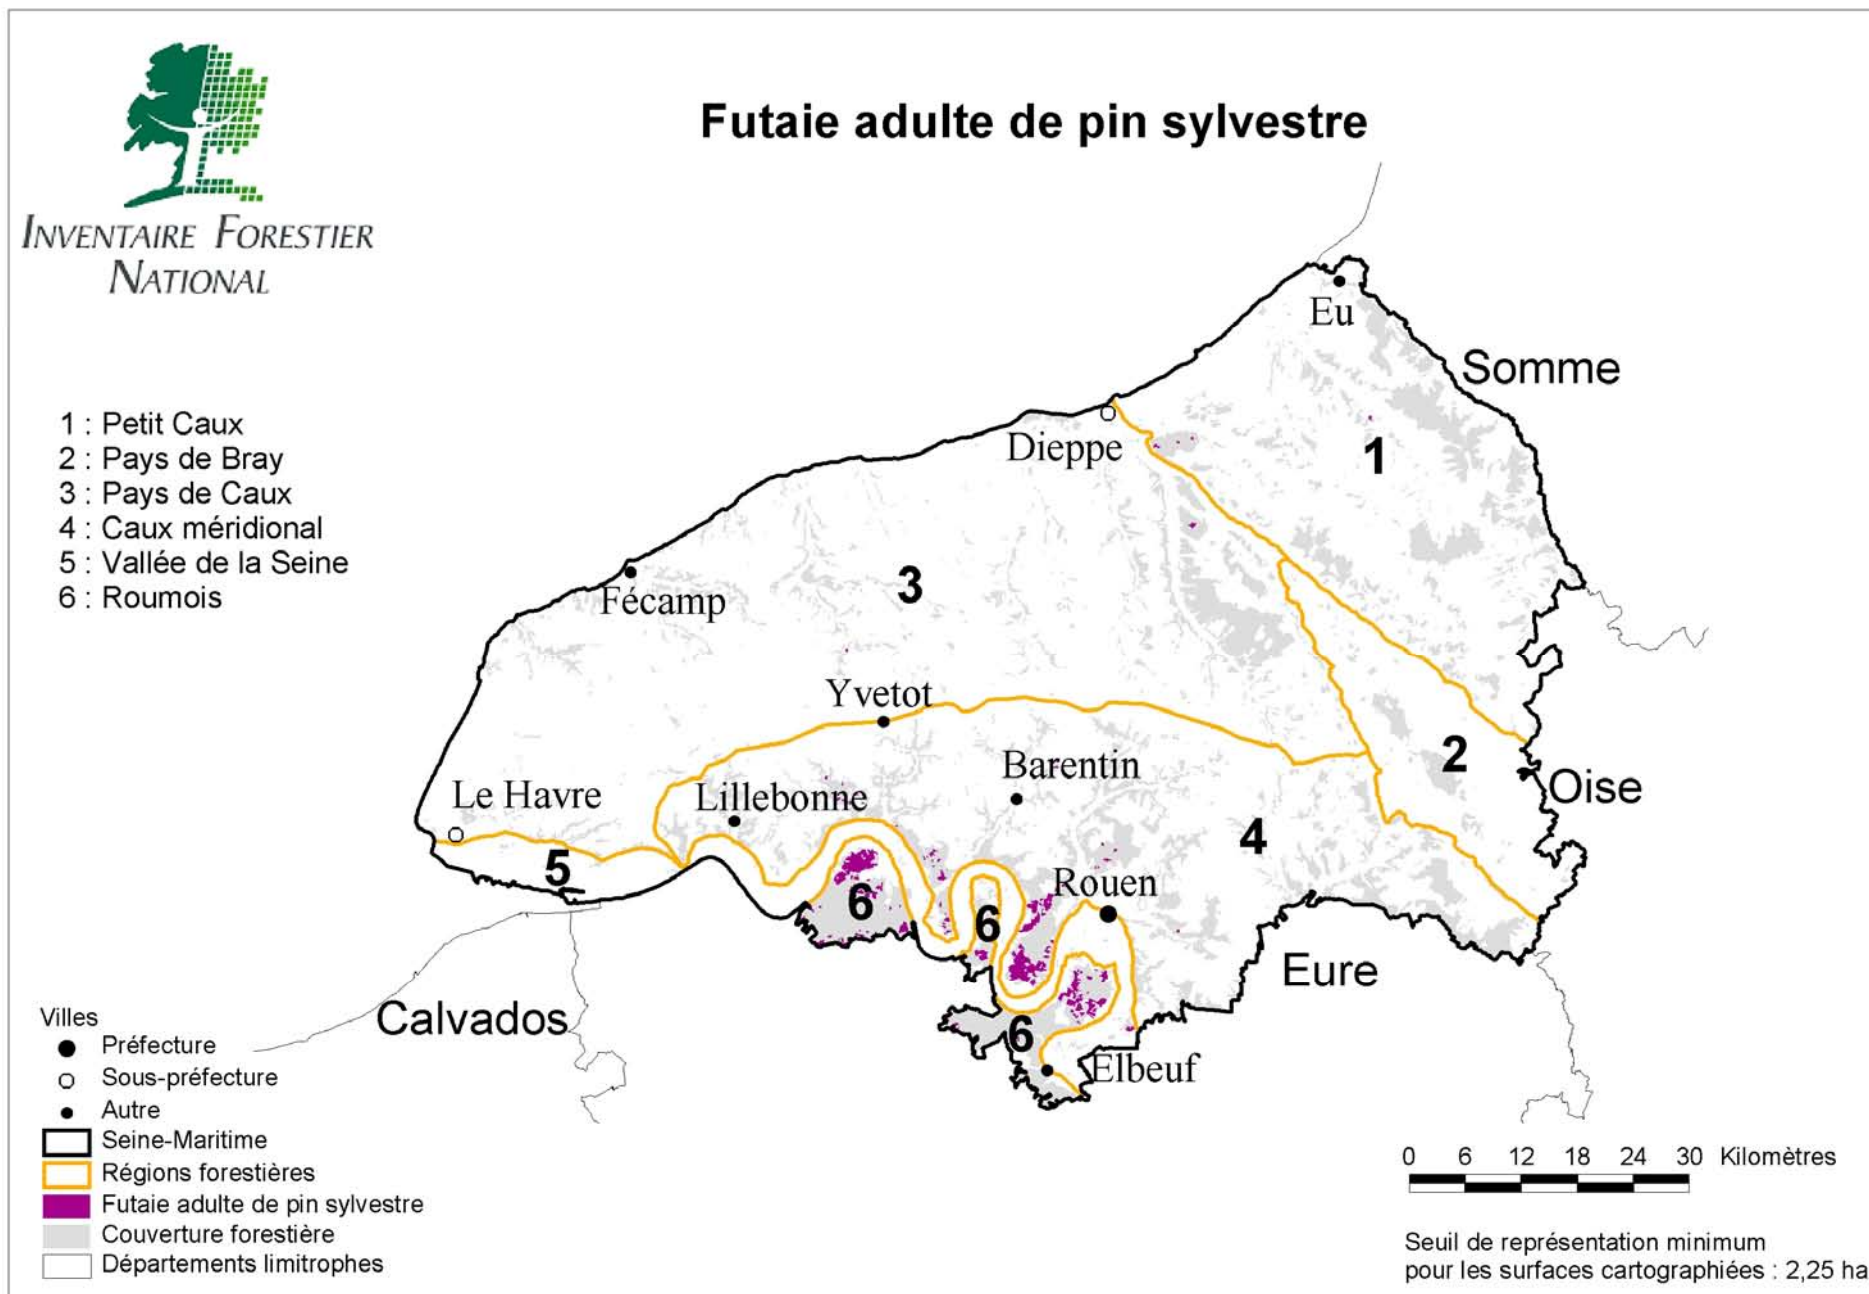 Futaie adulte de pin sylvestre
INVENTAIRE FORESTIER
NATIONAL
1 : Petit Caux
2 : Pays de Bray
3 : Pays de Caux
4 : Caux méridional
5 : Vallée de la Seine
6 : Roumois
Eu
Somme
Dieppe
1
Fécamp
3
Yvetot
2
Barentin
Oise
Le Havre
Lillebonne
4
5
Rouen
6
6
Eure
Calvados
6
Elbeuf
Villes
Préfecture
Sous-préfecture
Autre
Seine-Maritime
Régions forestières
Futaie adulte de pin sylvestre
Couverture forestière
Départements limitrophes
0 6 12 18 24 30 Kilomètres
Seuil de représentation minimum
pour les surfaces cartographiées : 2,25 ha